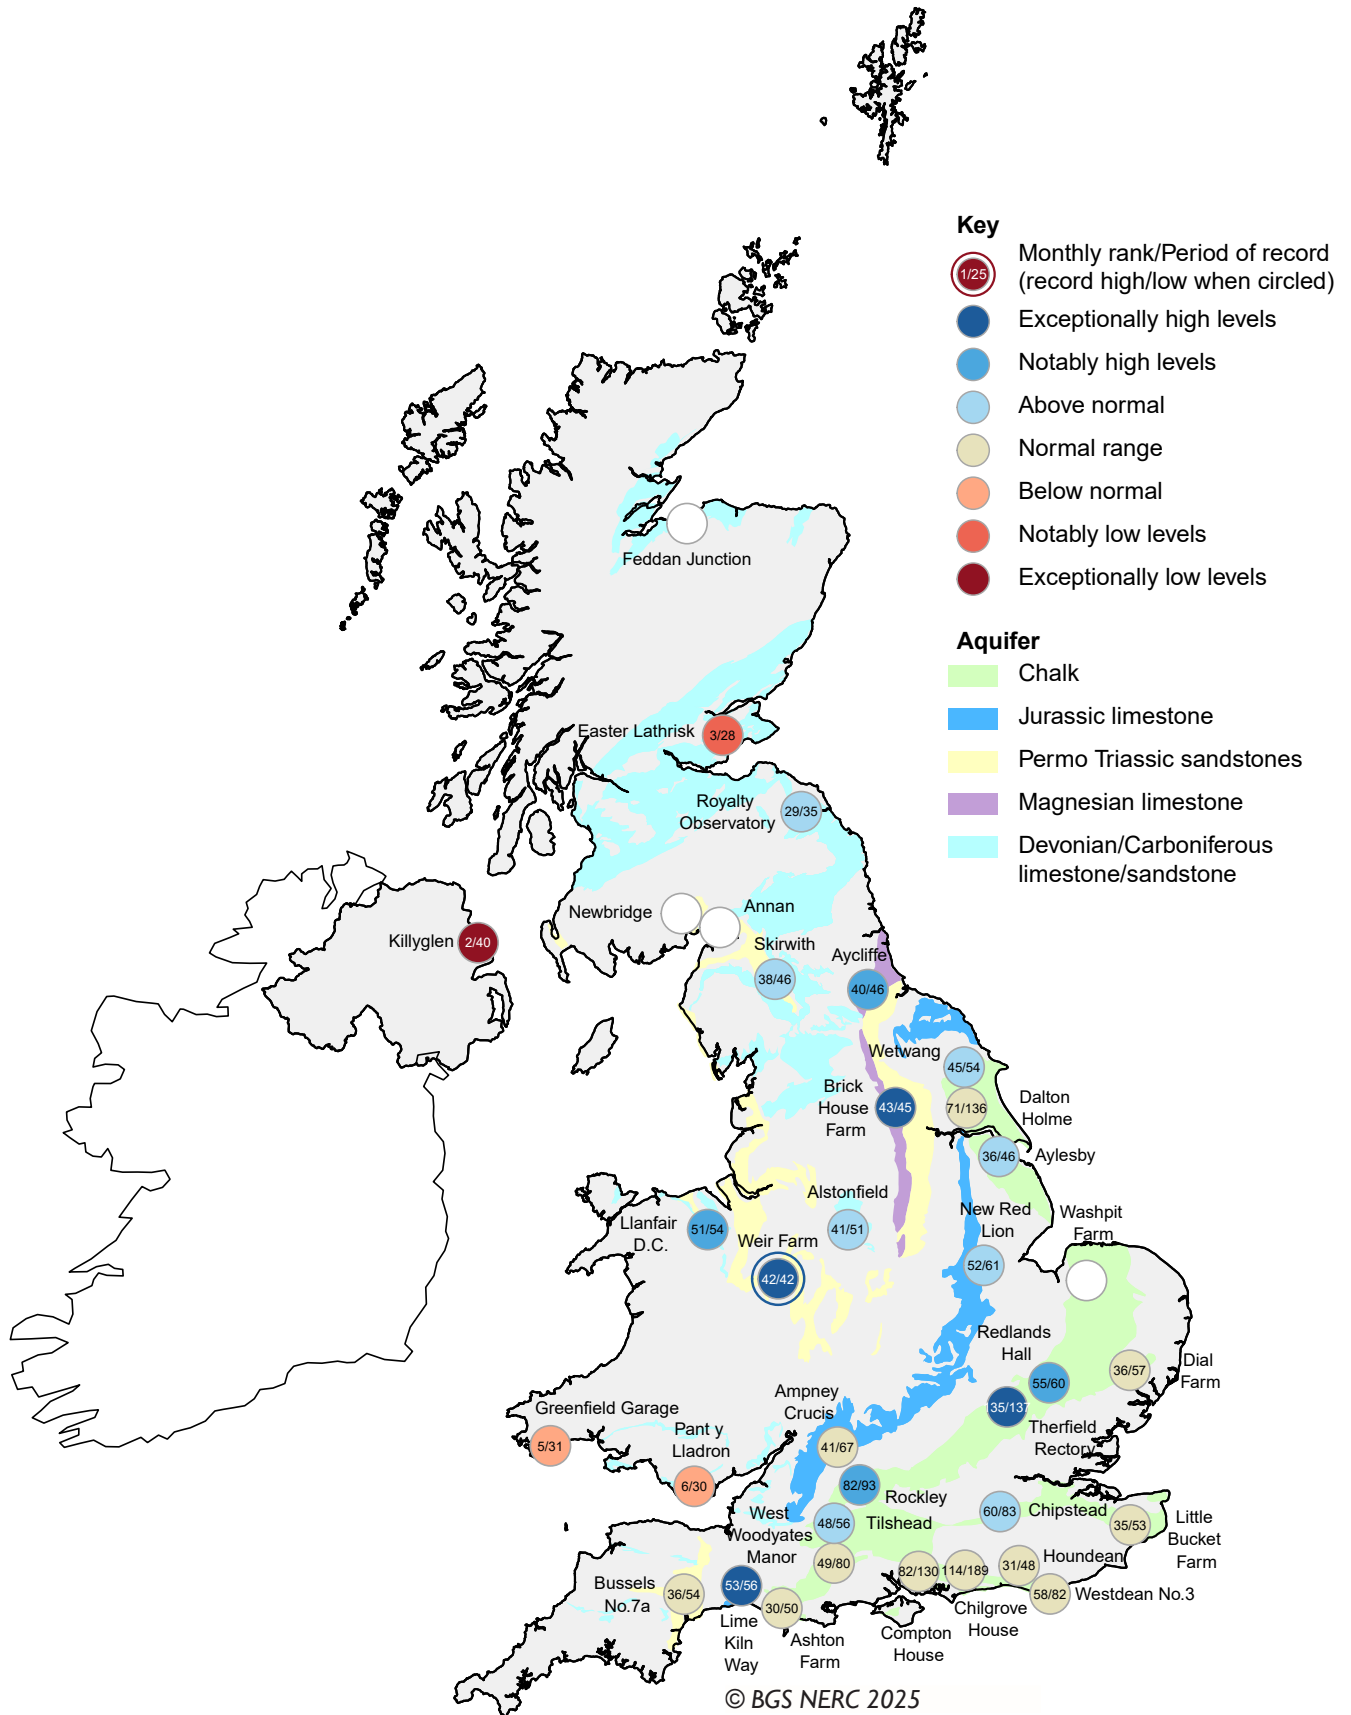 Key
1/25
Monthly rank/Period of record
(record high/low when circled)
Exceptionally high levels
Notably high levels
Above normal
Normal range
Below normal
Notably low levels
Exceptionally low levels
Aquifer
Chalk
Jurassic limestone
Permo Triassic sandstones
Magnesian limestone
Devonian/Carboniferous
limestone/sandstone
Feddan Junction
Easter Lathrisk
3/28
Royalty
Observatory
29/35
Newbridge
Annan
Killyglen
2/40
Skirwith
38/46
Aycliffe
40/46
Wetwang
45/54
Brick
House
Farm
43/45
71/136
Dalton
Holme
36/46
Aylesby
Alstonfield
41/51
Llanfair
D.C.
51/54
Weir Farm
42/42
New Red
Lion
52/61
Washpit
Farm
Redlands
Hall
55/60
36/57
Dial
Farm
135/137
Therfield
Rectory
Ampney
Crucis
41/67
Greenfield Garage
5/31
Pant y
Lladron
6/30
82/93
Rockley
48/56
Tilshead
60/83
Chipstead
35/53
Little
Bucket
Farm
West
Woodyates
Manor
49/80
82/130
Compton
House
114/189
Chilgrove
House
31/48
Houndean
58/82
Westdean No.3
Bussels
No.7a
36/54
53/56
Lime
Kiln
Way
30/50
Ashton
Farm
© BGS NERC 2025